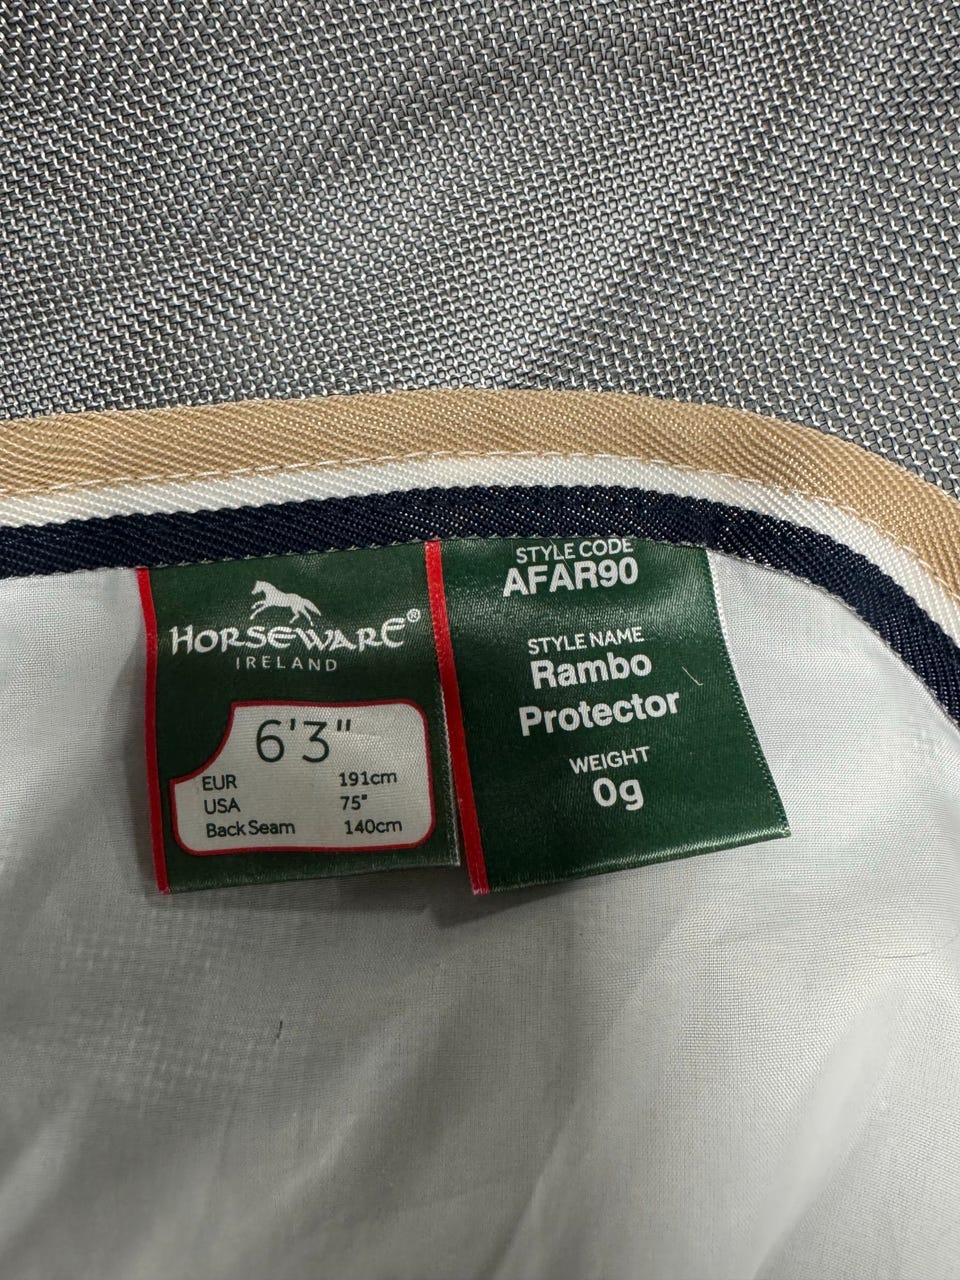 HORSEWARE®
IRELAND
6'3"
EUR 191cm
USA 75"
Back Seam 140cm
STYLE CODE
AFAR90
STYLE NAME
Rambo
Protector
WEIGHT
0g